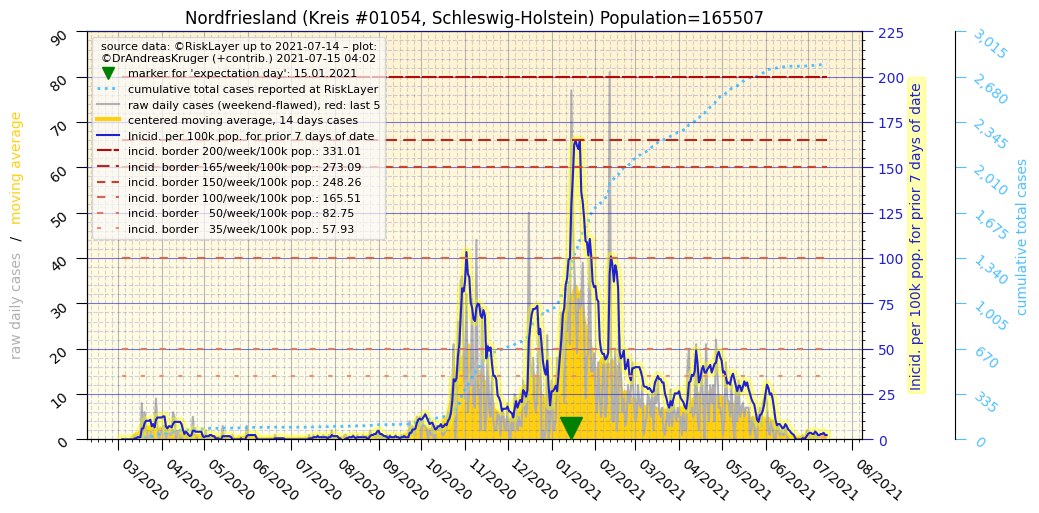 Nordfriesland (Kreis #01054, Schleswig-Holstein) Population=165507
source data: ©RiskLayer up to 2021-07-14 – plot:
©DrAndreasKruger (+contrib.) 2021-07-15 04:02
marker for 'expectation day': 15.01.2021
cumulative total cases reported at RiskLayer
raw daily cases (weekend-flawed), red: last 5
centered moving average, 14 days cases
Inicid. per 100k pop. for prior 7 days of date
incid. border 200/week/100k pop.: 331.01
incid. border 165/week/100k pop.: 273.09
incid. border 150/week/100k pop.: 248.26
incid. border 100/week/100k pop.: 165.51
incid. border   50/week/100k pop.: 82.75
incid. border   35/week/100k pop.: 57.93
raw daily cases / moving average
90
80
70
60
50
40
30
20
10
0
03/2020
04/2020
05/2020
06/2020
07/2020
08/2020
09/2020
10/2020
11/2020
12/2020
01/2021
02/2021
03/2021
04/2021
05/2021
06/2021
07/2021
08/2021
225
200
175
150
125
100
75
50
25
0
Inicid. per 100k pop. for prior 7 days of date
3,015
2,680
2,345
2,010
1,675
1,340
1,005
670
335
0
cumulative total cases